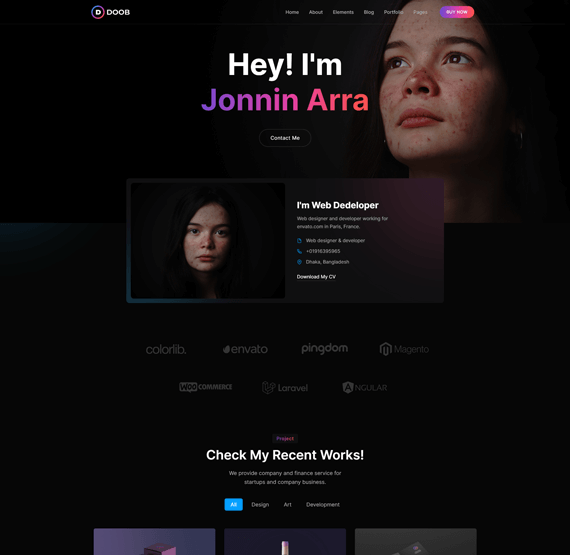 DOOB
Home About Elements Blog Portfolio Pages BUY NOW
Hey! I'm
Jonnin Arra
Contact Me
I'm Web Dedeloper
Web designer and developer working for
envato.com in Paris, France.
Web designer & developer
+01916395965
Dhaka, Bangladesh
Download My CV
colorlib.
envato
pingdom
Magento
WOO COMMERCE
Laravel
ANGULAR
Project
Check My Recent Works!
We provide company and finance service for
startups and company business.
All Design Art Development